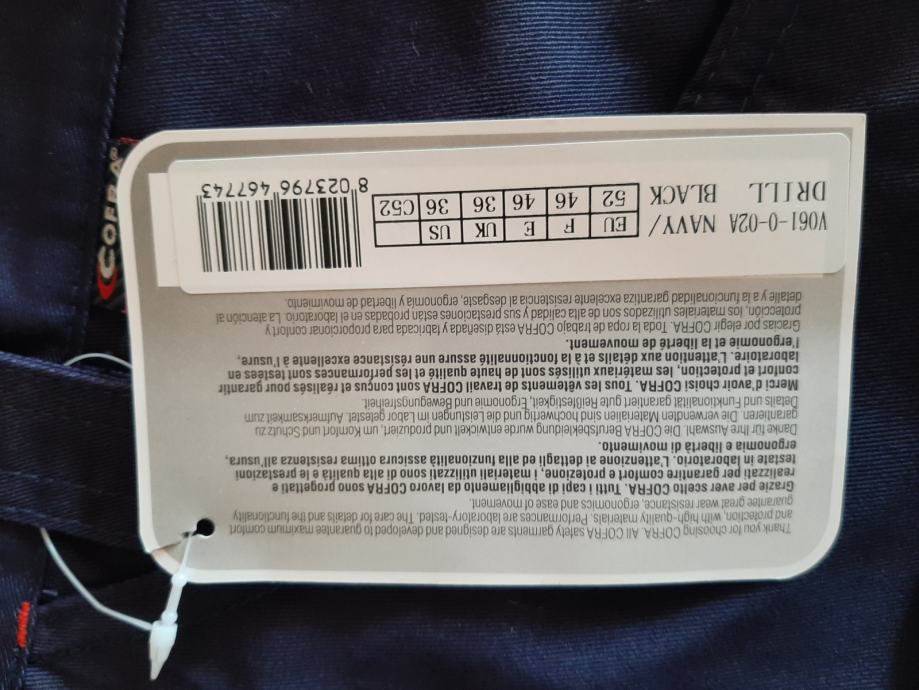 Thank you for choosing COFRA. All COFRA safety garments are designed and developed to guarantee maximum comfort
and protection, with high-quality materials. Performances are laboratory-tested. The care for details and the functionality
guarantee great wear resistance, ergonomics and ease of movement.
Grazie per aver scelto COFRA. Tutti i capi di abbigliamento da lavoro COFRA sono progettati e
realizzati per garantire comfort e protezione, i materiali utilizzati sono di alta qualità e le prestazioni
testate in laboratorio. L'attenzione ai dettagli ed alla funzionalità assicura ottima resistenza all'usura,
ergonomia e libertà di movimento.
Danke für Ihre Auswahl. Die COFRA Berufsbekleidung wurde entwickelt und produziert, um Komfort und Schutz zu
garantieren. Die verwendeten Materialien sind hochwertig und die Leistungen im Labor getestet. Aufmerksamkeit zum
Details und Funktionalität garantiert gute Reißfestigkeit, Ergonomie und Bewegungsfreiheit.
Merci d'avoir choisi COFRA. Tous les vêtements de travail COFRA sont conçus et réalisés pour garantir
confort et protection, les matériaux utilisés sont de haute qualité et les performances sont testées en
laboratoire. L'attention aux détails et à la fonctionnalité assure une résistance excellente à l'usure,
l'ergonomie et la liberté de mouvement.
Gracias por elegir COFRA. Toda la ropa de trabajo COFRA está diseñada y fabricada para proporcionar confort y
protección, los materiales utilizados son de alta calidad y sus prestaciones están probadas en el laboratorio. La atención al
detalle y a la funcionalidad garantiza excelente resistencia al desgaste, ergonomía y libertad de movimiento.
V061-0-02A NAVY/
DRILL BLACK
EU F E UK US
52 46 46 36 36 C52
8 023796 467743
COFRA®